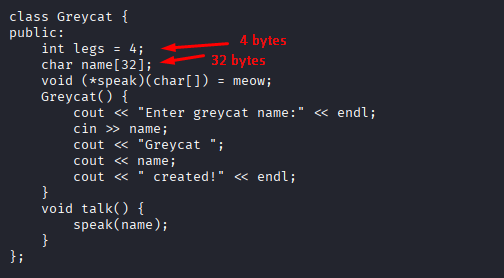 class Greycat {
public:
    int legs = 4; 4 bytes
    char name[32]; 32 bytes
    void (*speak)(char[]) = meow;
    Greycat() {
        cout << "Enter greycat name:" << endl;
        cin >> name;
        cout << "Greycat ";
        cout << name;
        cout << " created!" << endl;
    }
    void talk() {
        speak(name);
    }
};